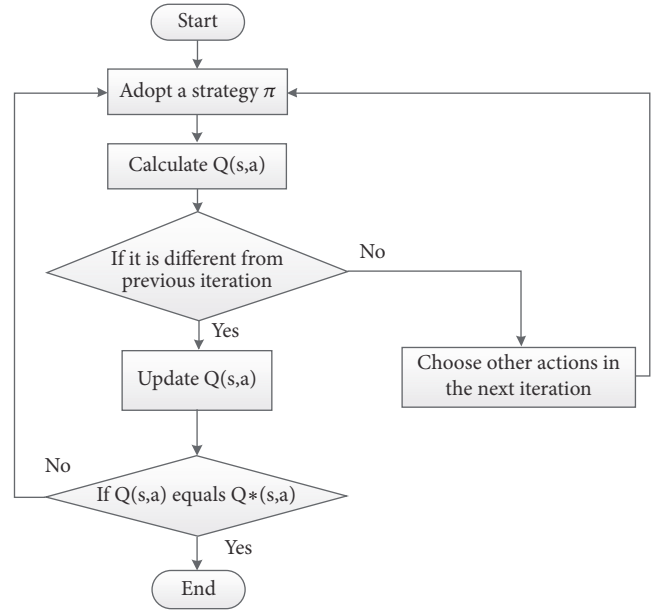 Start
Adopt a strategy π
Calculate Q(s,a)
If it is different from
previous iteration
No
Yes
Choose other actions in
the next iteration
Update Q(s,a)
No
If Q(s,a) equals Q∗(s,a)
Yes
End